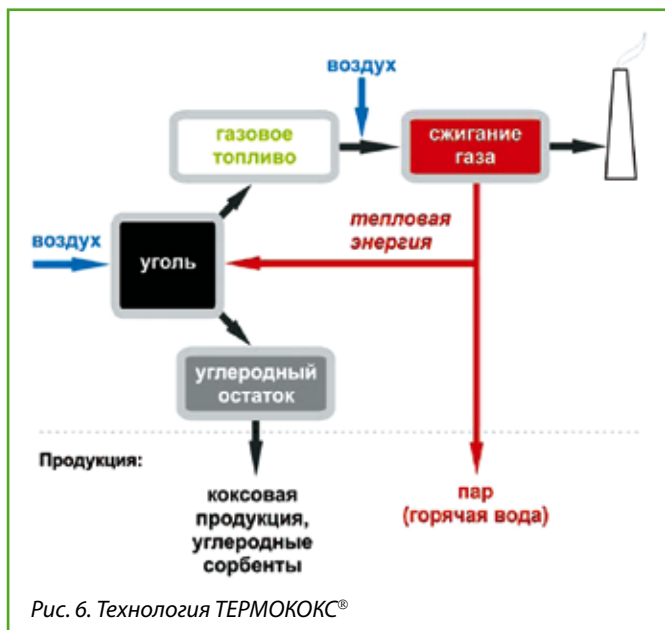 воздух
газовое
топливо
сжигание
газа
тепловая
энергия
воздух
уголь
углеродный
остаток
Продукция:
коксовая
продукция,
углеродные
сорбенты
пар
(горячая вода)
Рис. 6. Технология ТЕРМОКОКС®